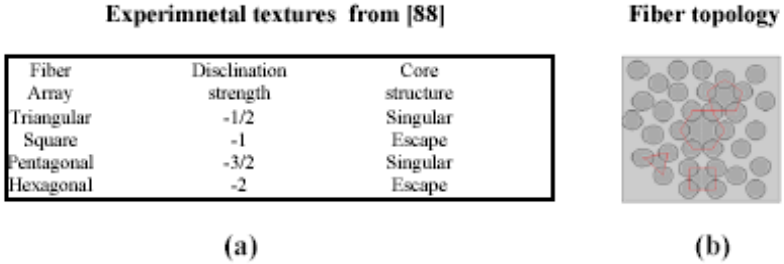 Experimnetal textures from [88]
Fiber topology
Fiber Disclination Core
Array strength structure
Triangular -1/2 Singular
Square -1 Escape
Pentagonal -3/2 Singular
Hexagonal -2 Escape
(a)
(b)